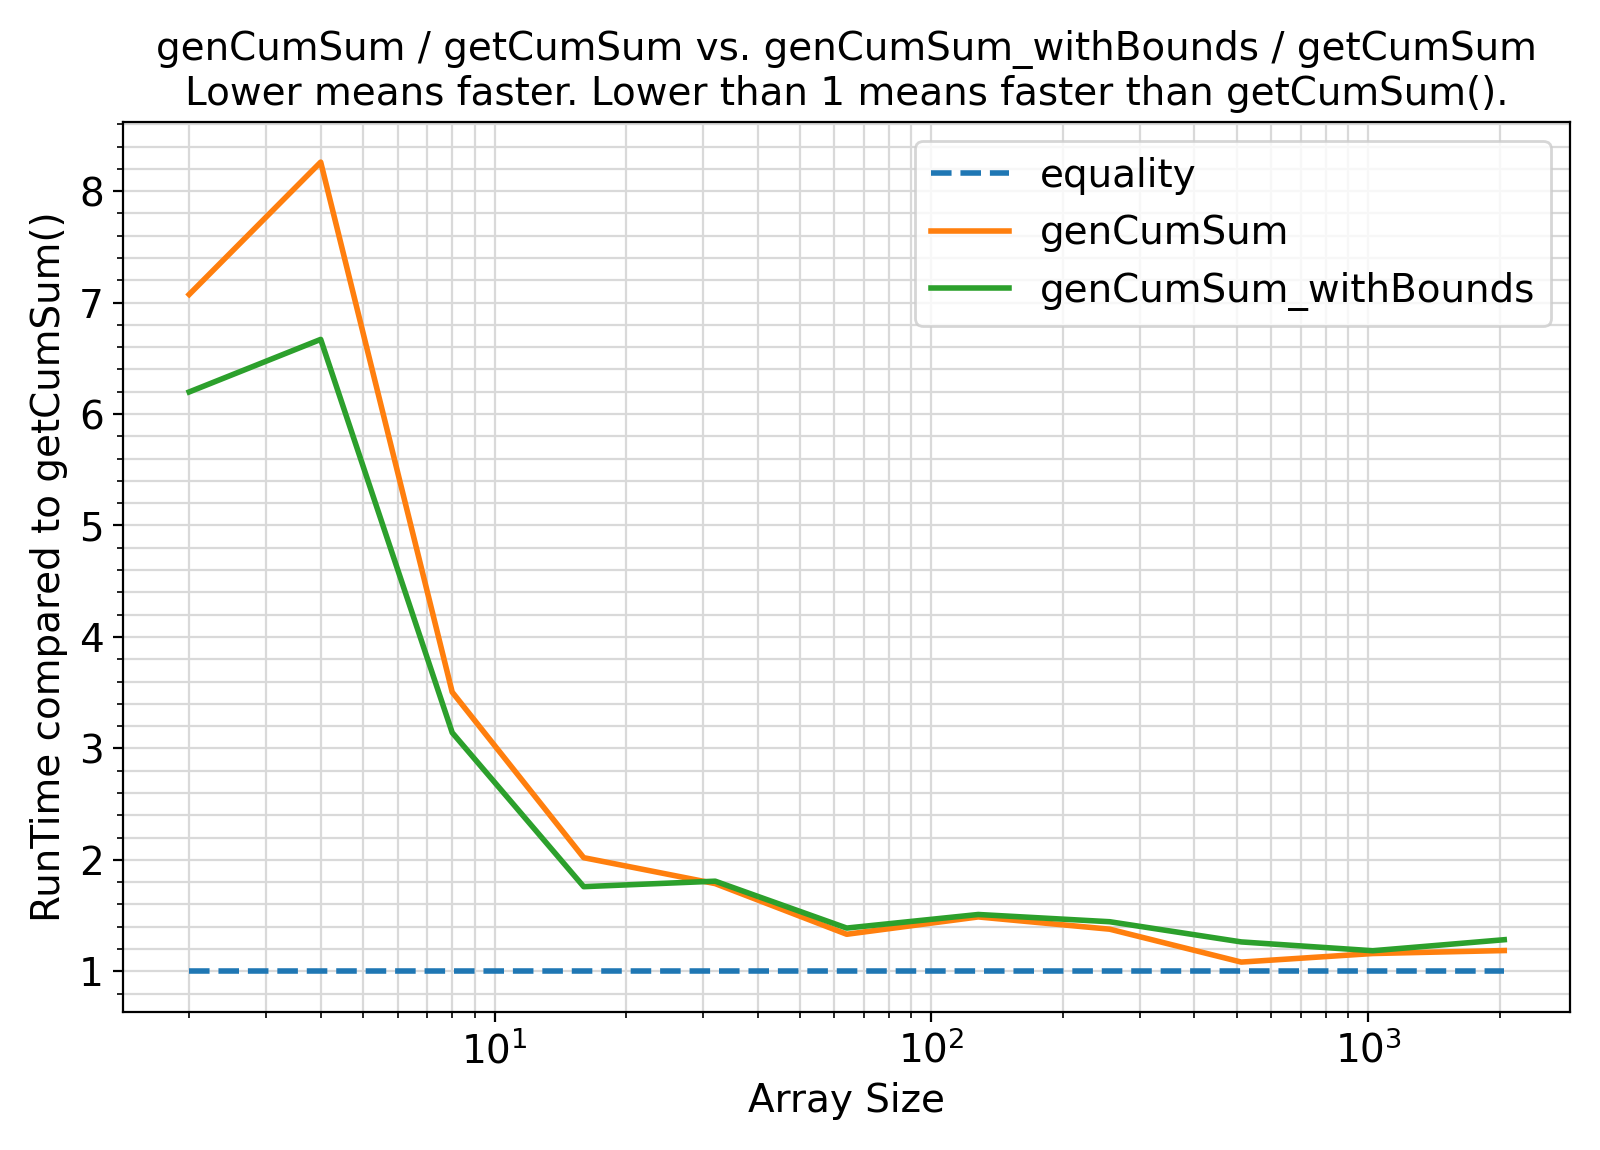 genCumSum / getCumSum vs. genCumSum_withBounds / getCumSum
Lower means faster. Lower than 1 means faster than getCumSum().
equality
genCumSum
genCumSum_withBounds
RunTime compared to getCumSum()
8
7
6
5
4
3
2
1
10¹
10²
10³
Array Size